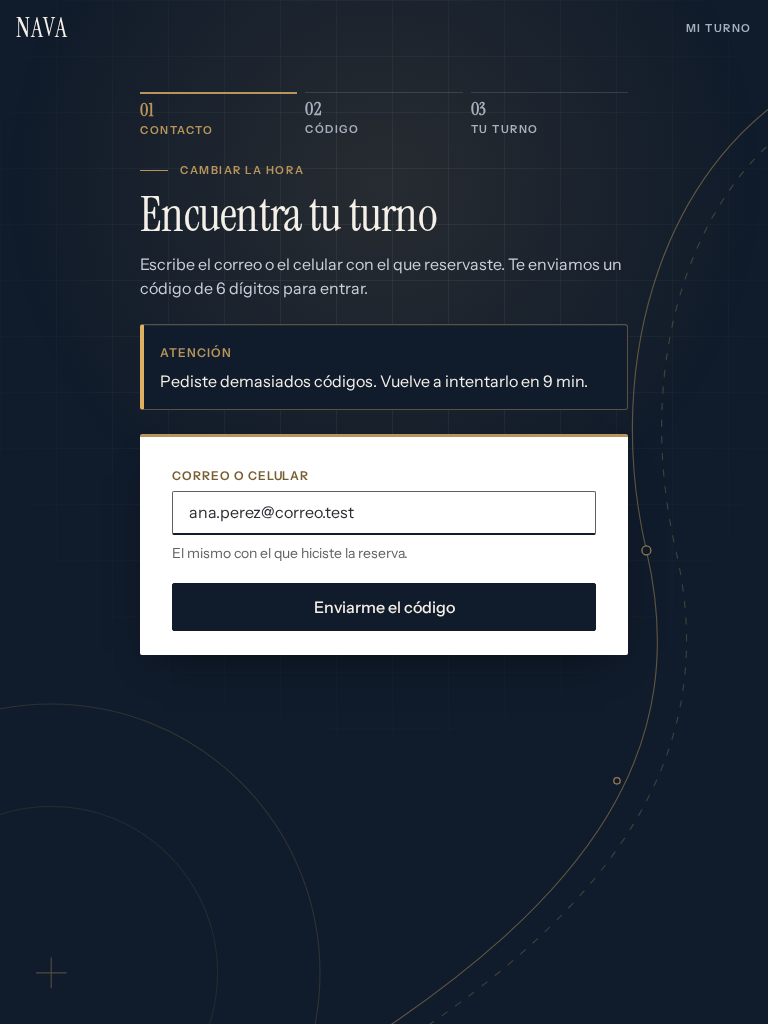 NAVA
MI TURNO
01
CONTACTO
02
CÓDIGO
03
TU TURNO
CAMBIAR LA HORA
Encuentra tu turno
Escribe el correo o el celular con el que reservaste. Te enviamos un
código de 6 dígitos para entrar.
ATENCIÓN
Pediste demasiados códigos. Vuelve a intentarlo en 9 min.
CORREO O CELULAR
ana.perez@correo.test
El mismo con el que hiciste la reserva.
Enviarme el código